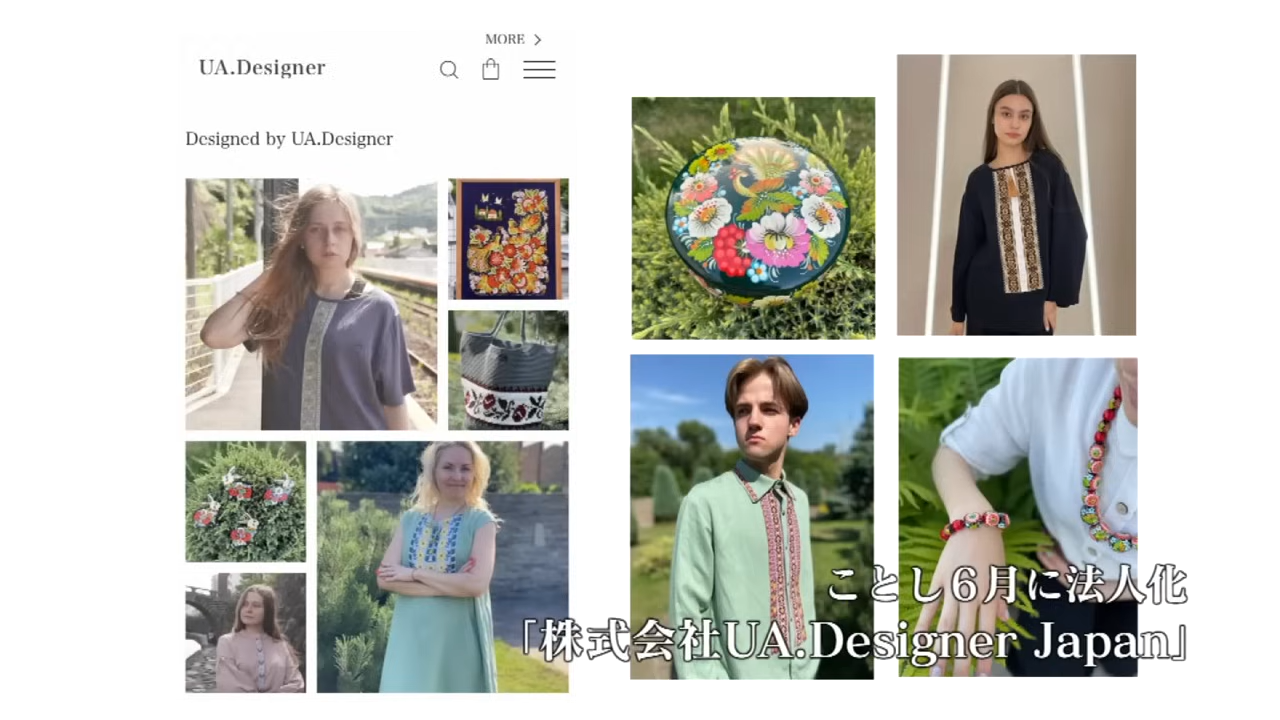 MORE
UA.Designer
Designed by UA.Designer
ことし６月に法人化
「株式会社UA.Designer Japan」